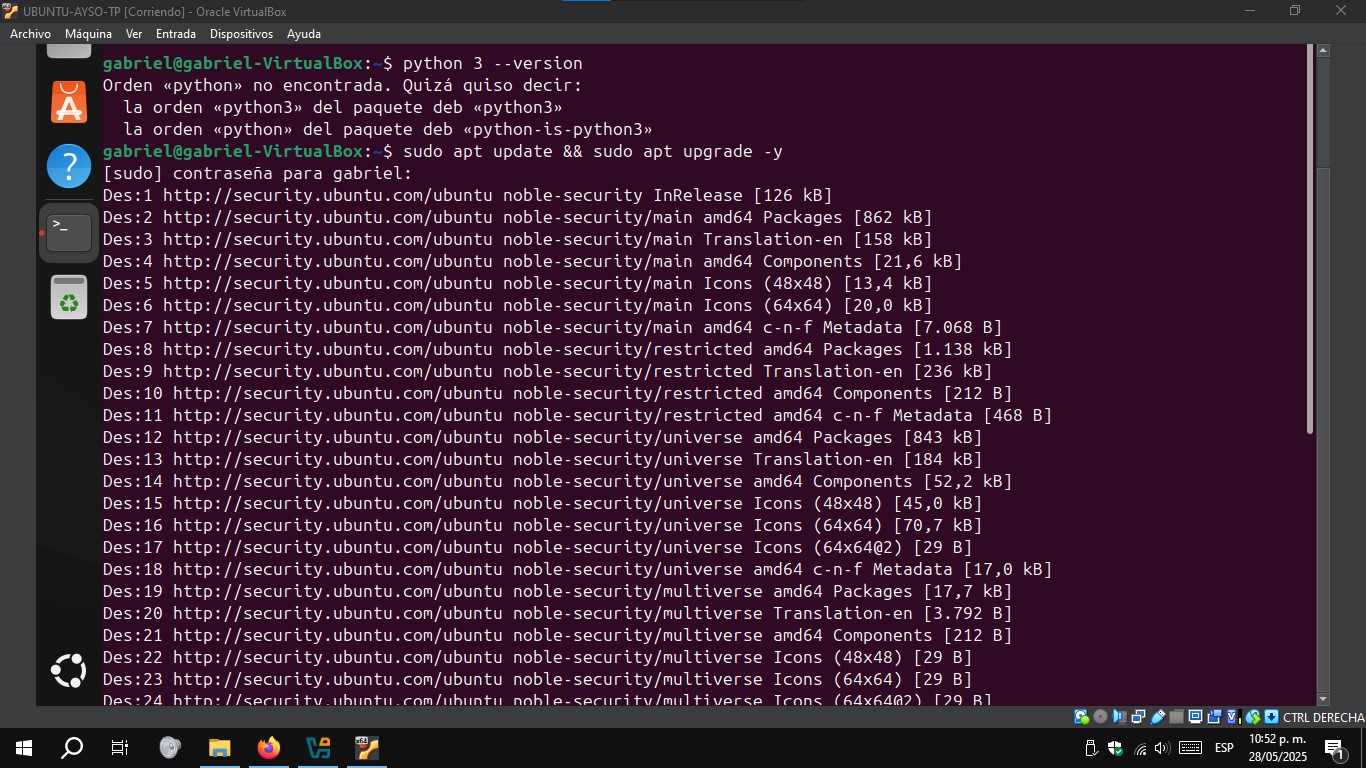 UBUNTU-AYSO-TP [Corriendo] - Oracle VirtualBox
Archivo Máquina Ver Entrada Dispositivos Ayuda
gabriel@gabriel-VirtualBox:~$ python 3 --version
Orden «python» no encontrada. Quizá quiso decir:
la orden «python3» del paquete deb «python3»
la orden «python» del paquete deb «python-is-python3»
gabriel@gabriel-VirtualBox:~$ sudo apt update && sudo apt upgrade -y
[sudo] contraseña para gabriel:
Des:1 http://security.ubuntu.com/ubuntu noble-security InRelease [126 kB]
Des:2 http://security.ubuntu.com/ubuntu noble-security/main amd64 Packages [862 kB]
Des:3 http://security.ubuntu.com/ubuntu noble-security/main Translation-en [158 kB]
Des:4 http://security.ubuntu.com/ubuntu noble-security/main amd64 Components [21,6 kB]
Des:5 http://security.ubuntu.com/ubuntu noble-security/main Icons (48x48) [13,4 kB]
Des:6 http://security.ubuntu.com/ubuntu noble-security/main Icons (64x64) [20,0 kB]
Des:7 http://security.ubuntu.com/ubuntu noble-security/main amd64 c-n-f Metadata [7.068 B]
Des:8 http://security.ubuntu.com/ubuntu noble-security/restricted amd64 Packages [1.138 kB]
Des:9 http://security.ubuntu.com/ubuntu noble-security/restricted Translation-en [236 kB]
Des:10 http://security.ubuntu.com/ubuntu noble-security/restricted amd64 Components [212 B]
Des:11 http://security.ubuntu.com/ubuntu noble-security/restricted amd64 c-n-f Metadata [468 B]
Des:12 http://security.ubuntu.com/ubuntu noble-security/universe amd64 Packages [843 kB]
Des:13 http://security.ubuntu.com/ubuntu noble-security/universe Translation-en [184 kB]
Des:14 http://security.ubuntu.com/ubuntu noble-security/universe amd64 Components [52,2 kB]
Des:15 http://security.ubuntu.com/ubuntu noble-security/universe Icons (48x48) [45,0 kB]
Des:16 http://security.ubuntu.com/ubuntu noble-security/universe Icons (64x64) [70,7 kB]
Des:17 http://security.ubuntu.com/ubuntu noble-security/universe Icons (64x64@2) [29 B]
Des:18 http://security.ubuntu.com/ubuntu noble-security/universe amd64 c-n-f Metadata [17,0 kB]
Des:19 http://security.ubuntu.com/ubuntu noble-security/multiverse amd64 Packages [17,7 kB]
Des:20 http://security.ubuntu.com/ubuntu noble-security/multiverse Translation-en [3.792 B]
Des:21 http://security.ubuntu.com/ubuntu noble-security/multiverse amd64 Components [212 B]
Des:22 http://security.ubuntu.com/ubuntu noble-security/multiverse Icons (48x48) [29 B]
Des:23 http://security.ubuntu.com/ubuntu noble-security/multiverse Icons (64x64) [29 B]
Des:24 http://security.ubuntu.com/ubuntu noble-security/multiverse Icons (64x64@2) [29 B]
CTRL DERECHA
ESP
10:52 p. m.
28/05/2025
1